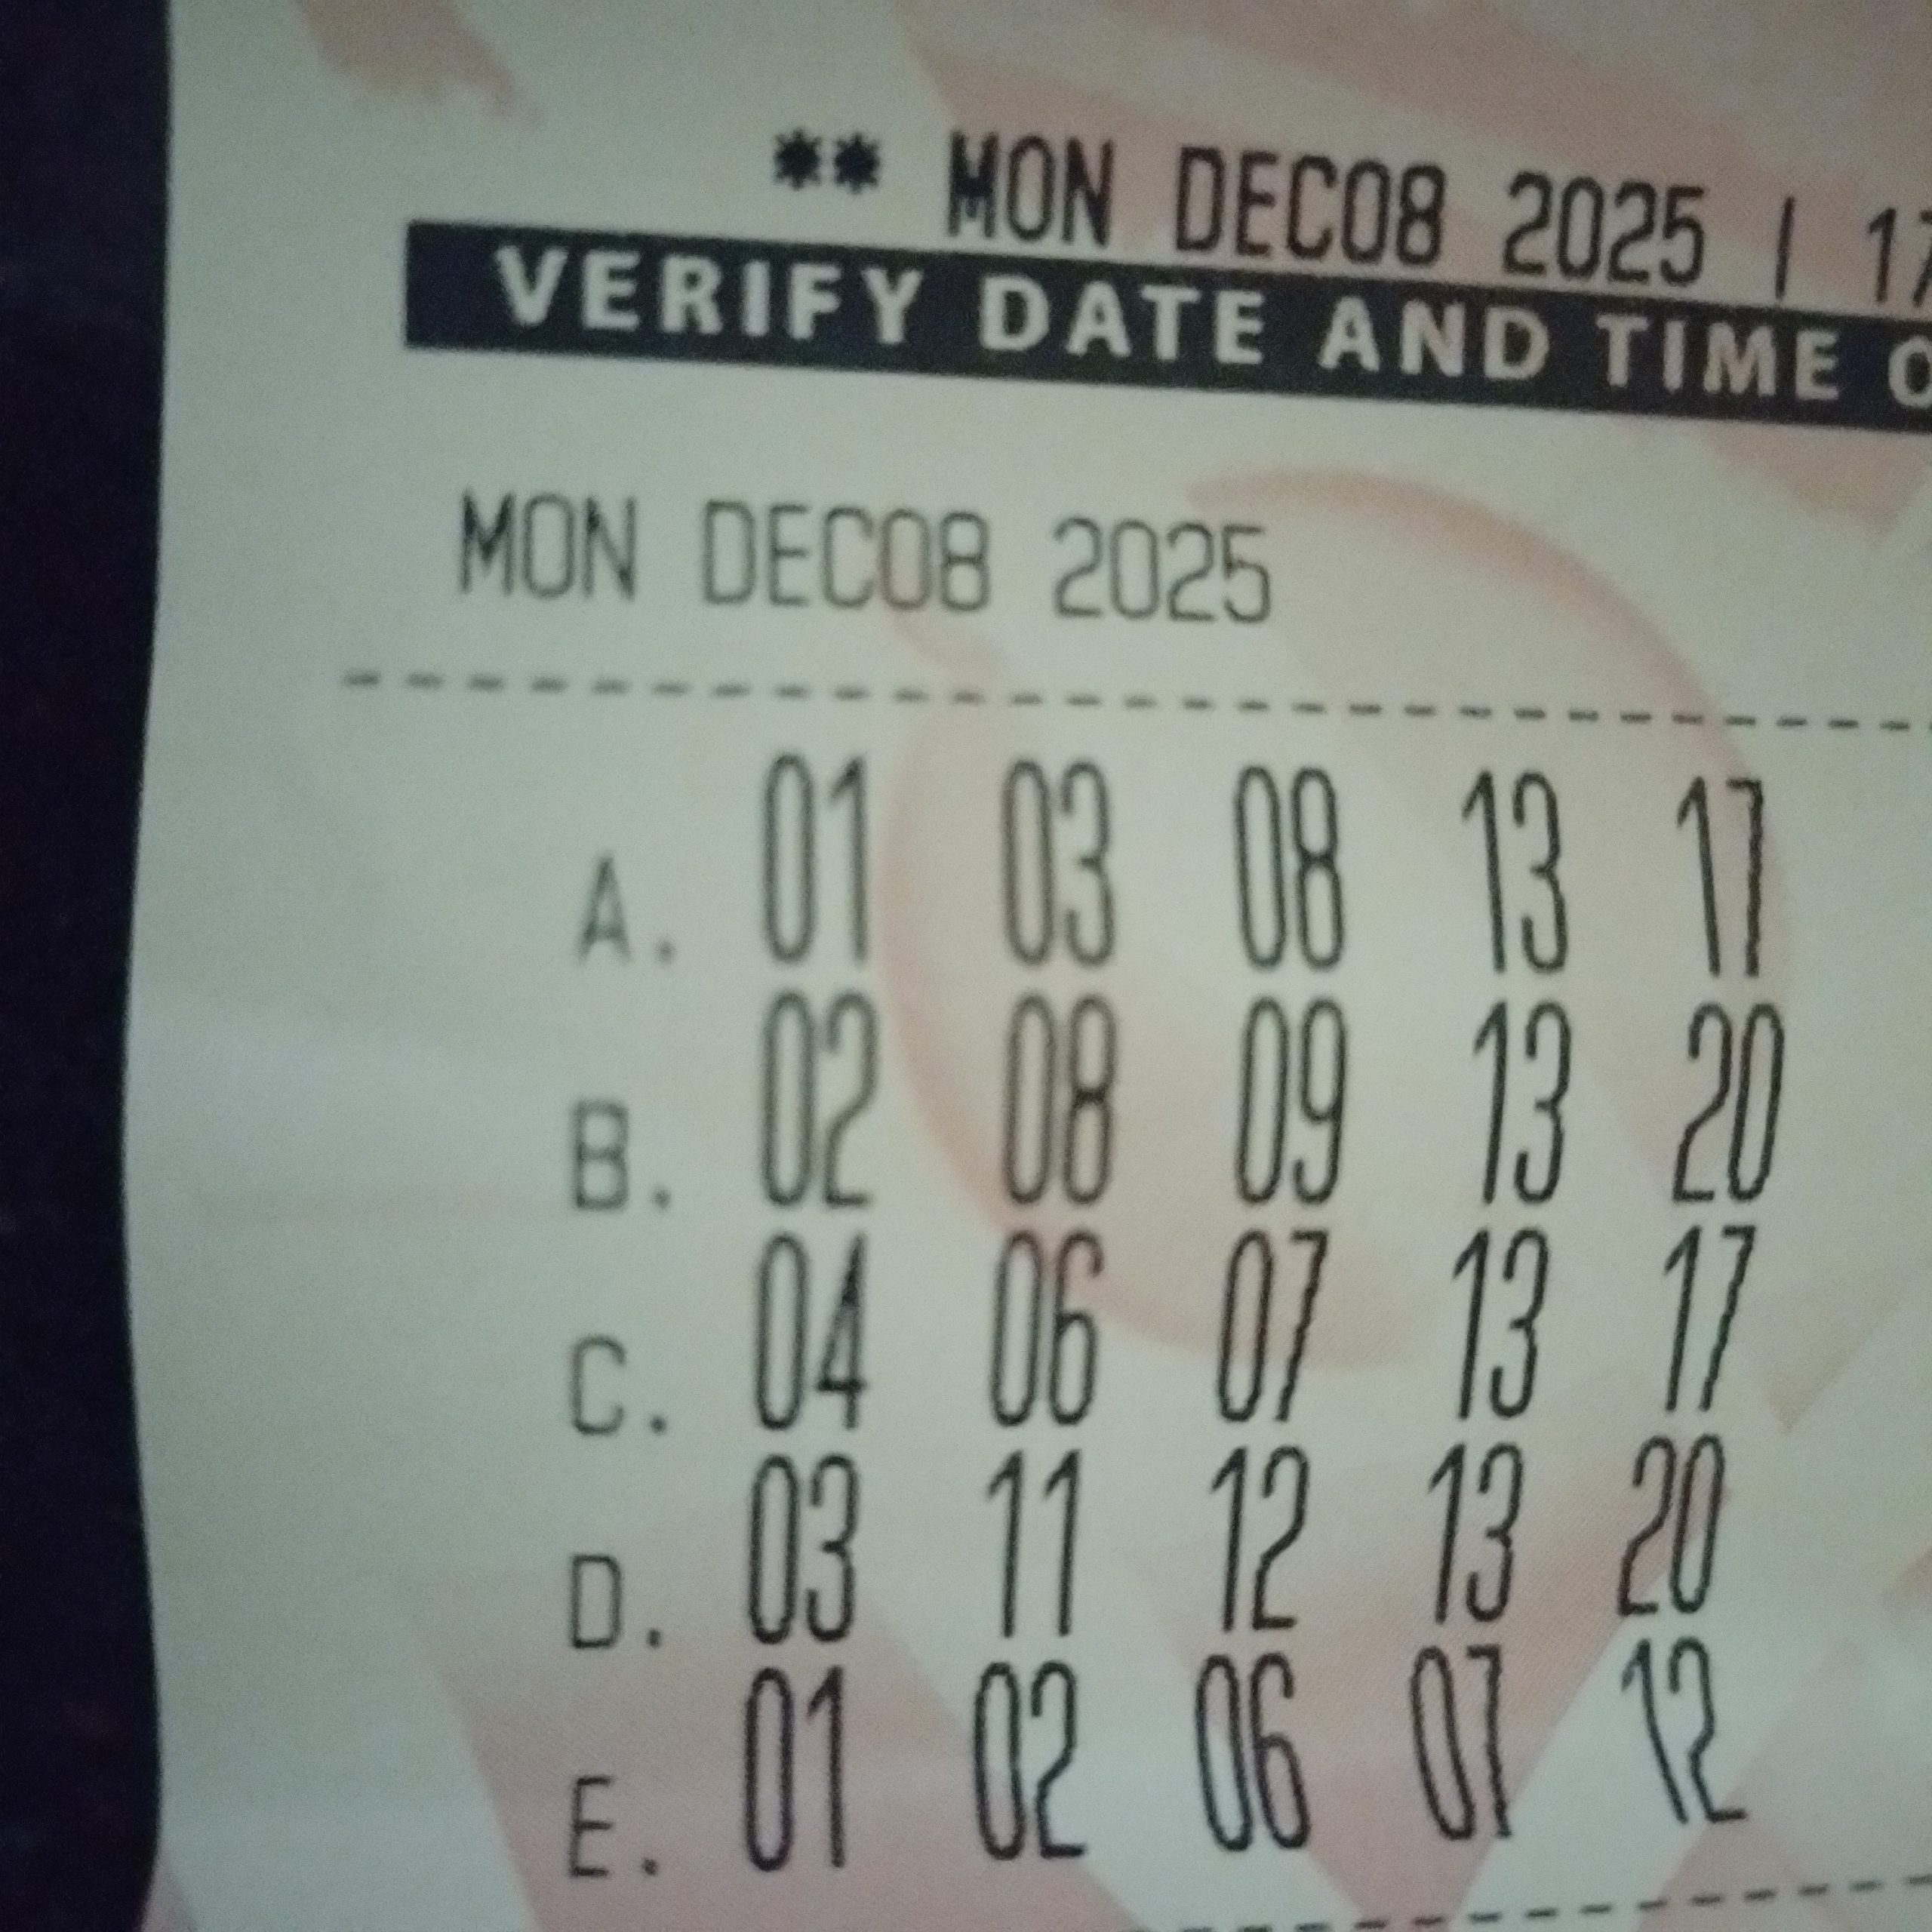 ** MON DEC08 2025 | 17
VERIFY DATE AND TIME O
MON DEC08 2025
A. 01 03 08 13 17
B. 02 08 09 13 20
C. 04 06 07 13 17
D. 03 11 12 13 20
E. 01 02 06 07 12